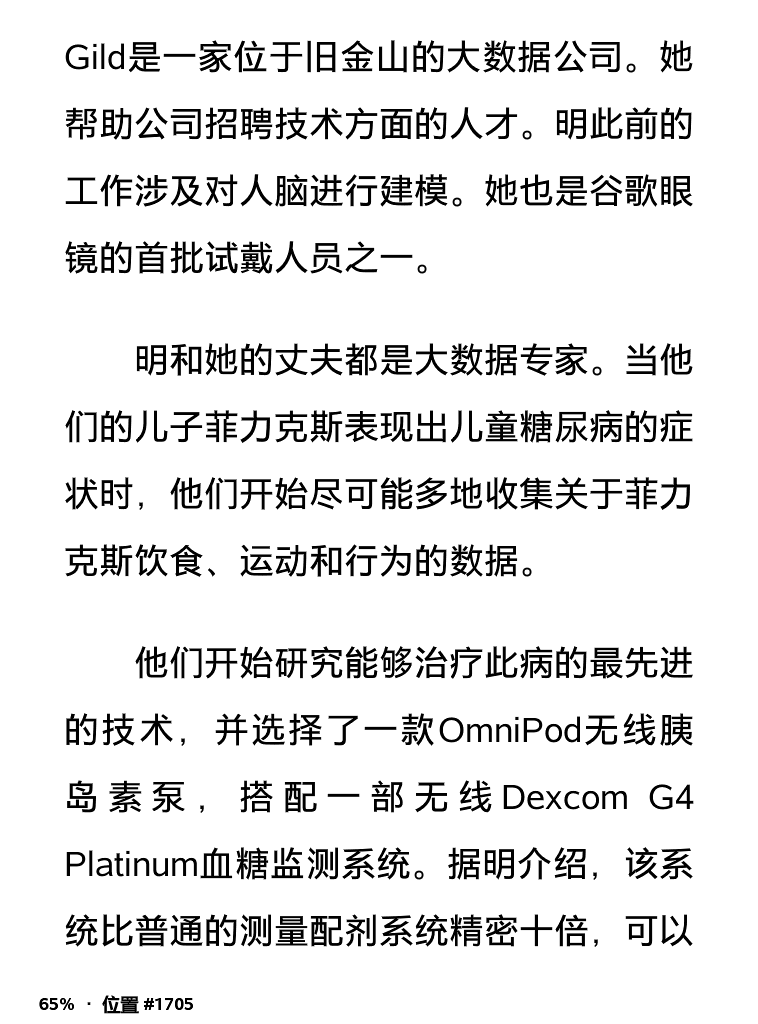 Gild是一家位于旧金山的大数据公司。她
帮助公司招聘技术方面的人才。明此前的
工作涉及对人脑进行建模。她也是谷歌眼
镜的首批试戴人员之一。
明和她的丈夫都是大数据专家。当他
们的儿子菲力克斯表现出儿童糖尿病的症
状时，他们开始尽可能多地收集关于菲力
克斯饮食、运动和行为的数据。
他们开始研究能够治疗此病的最先进
的技术，并选择了一款OmniPod无线胰
岛素泵，搭配一部无线Dexcom G4
Platinum血糖监测系统。据明介绍，该系
统比普通的测量配剂系统精密十倍，可以
65% · 位置 #1705